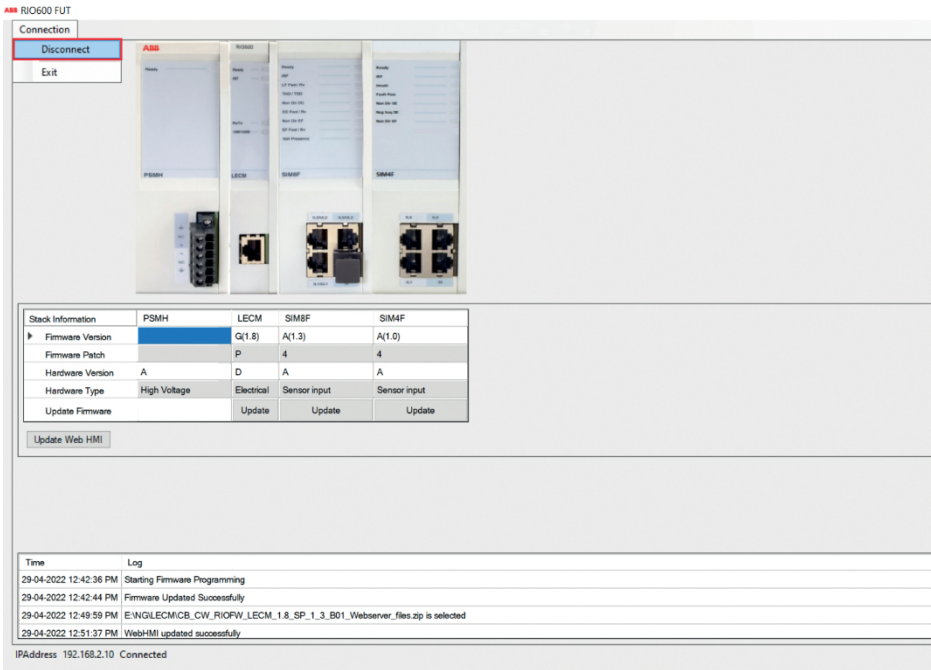 ABB RIO600 FUT
Connection
Disconnect
Exit
ABB RIO600
Ready
Ready
Ready
Ready
PSMH LECM SIM8F SIM4F
Stack Information PSMH LECM SIM8F SIM4F
Firmware Version G(1.8) A(1.3) A(1.0)
Firmware Patch P 4 4
Hardware Version A D A A
Hardware Type High Voltage Electrical Sensor input Sensor input
Update Firmware Update Update Update
Update Web HMI
Time Log
29-04-2022 12:42:36 PM Starting Firmware Programming
29-04-2022 12:42:44 PM Firmware Updated Successfully
29-04-2022 12:49:59 PM E:\NG\LECM\CB_CW_RIOFW_LECM_1.8_SP_1_3_B01_Webserver_files.zip is selected
29-04-2022 12:51:37 PM WebHMI updated successfully
IPAddress 192.168.2.10 Connected